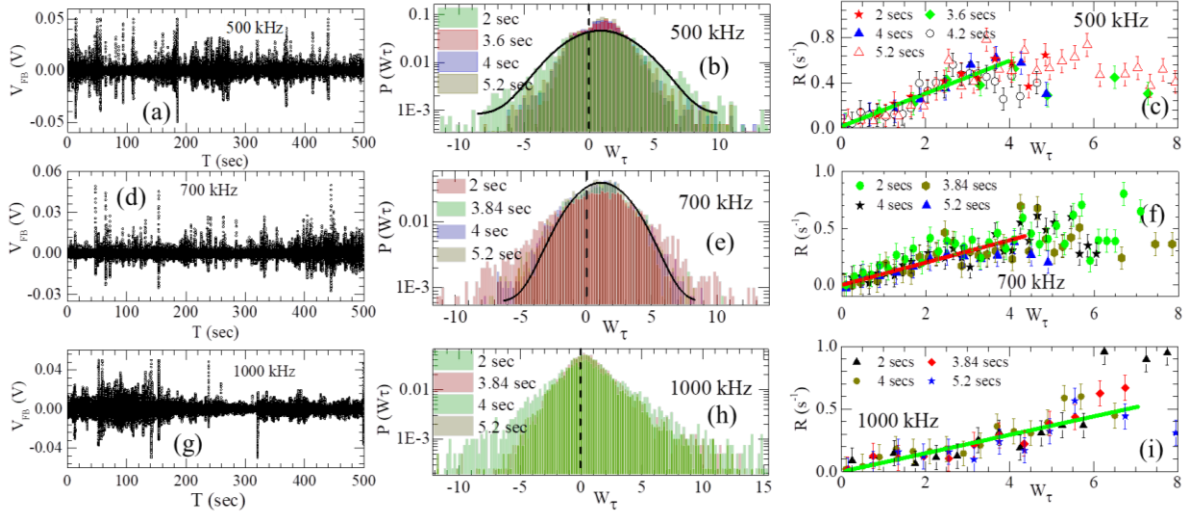 0.05
0.00
-0.05
V_FB (V)
500 kHz
(a)
0 100 200 300 400 500
T (sec)
0.1
0.01
1E-3
P (Wτ)
2 sec
3.6 sec
4 sec
5.2 sec
500 kHz
(b)
-10 -5 0 5 10
W_τ
0.8
0.4
0.0
R (s⁻¹)
2 secs 3.6 secs
4 secs 4.2 secs
5.2 secs
500 kHz
(c)
0 2 4 6 8
W_τ
0.06
0.03
0.00
-0.03
V_FB (V)
(d)
700 kHz
0 100 200 300 400 500
T (sec)
0.01
1E-3
P (Wτ)
2 sec
3.84 sec
4 sec
5.2 sec
700 kHz
(e)
-10 -5 0 5 10
W_τ
1.0
0.5
0.0
R (s⁻¹)
2 secs 3.84 secs
4 secs 5.2 secs
(f)
700 kHz
0 2 4 6 8
W_τ
0.04
0.00
-0.04
V_FB (V)
1000 kHz
(g)
0 100 200 300 400 500
T (sec)
0.01
1E-3
P (Wτ)
2 sec
3.84 sec
4 sec
5.2 sec
1000 kHz
(h)
-10 -5 0 5 10 15
W_τ
1.0
0.5
0.0
R (s⁻¹)
2 secs 3.84 secs
4 secs 5.2 secs
1000 kHz
(i)
0 2 4 6 8
W_τ